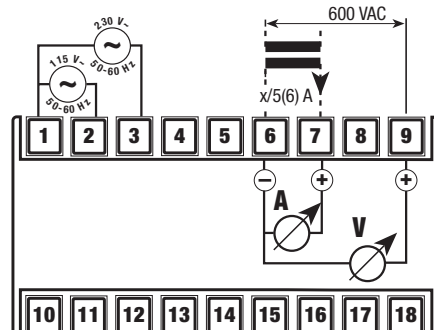 600 VAC
230 V~
50-60 Hz
115 V~
50-60 Hz
x/5(6) A
1 2 3 4 5 6 7 8 9
− + +
A
V
10 11 12 13 14 15 16 17 18